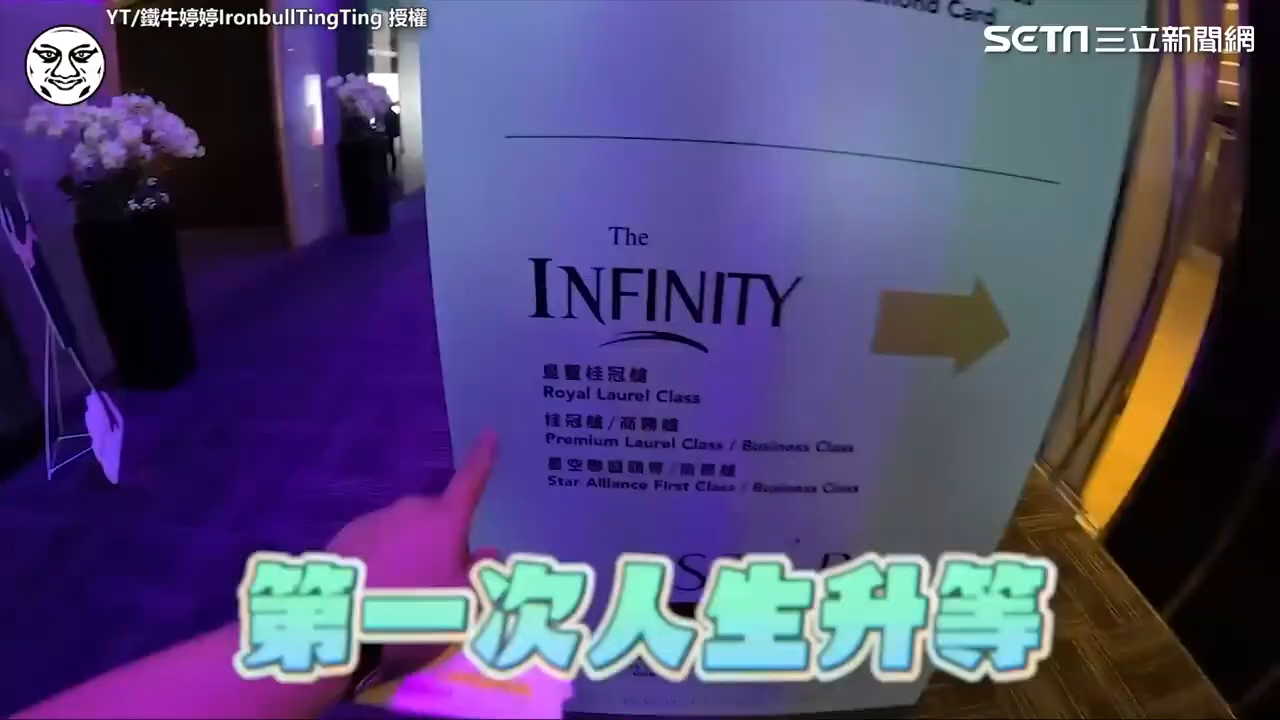 YT/鐵牛婷婷IronbullTingTing 授權
SETN三立新聞網
Card
The
INFINITY
皇璽桂冠艙
Royal Laurel Class
桂冠艙/商務艙
Premium Laurel Class / Business Class
星空聯盟頭等/商務艙
Star Alliance First Class / Business Class
第一次人生升等